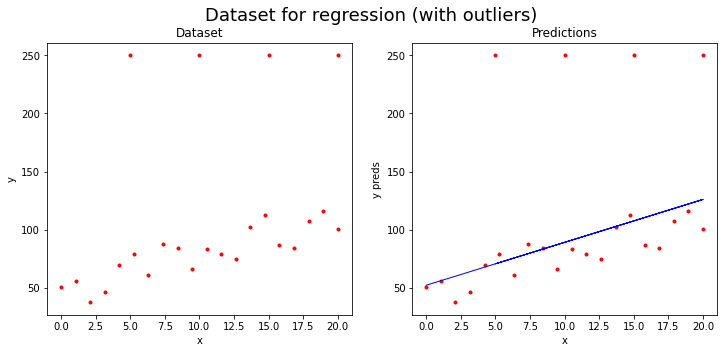 Dataset for regression (with outliers)
Dataset
250
200
150
100
50
y
0.0 2.5 5.0 7.5 10.0 12.5 15.0 17.5 20.0
x
Predictions
250
200
150
100
50
y preds
0.0 2.5 5.0 7.5 10.0 12.5 15.0 17.5 20.0
x